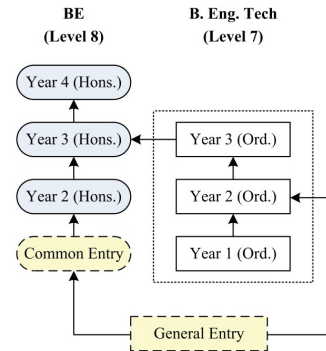 BE
(Level 8)
B. Eng. Tech
(Level 7)
Year 4 (Hons.)
Year 3 (Hons.)
Year 3 (Ord.)
Year 2 (Hons.)
Year 2 (Ord.)
Common Entry
Year 1 (Ord.)
General Entry